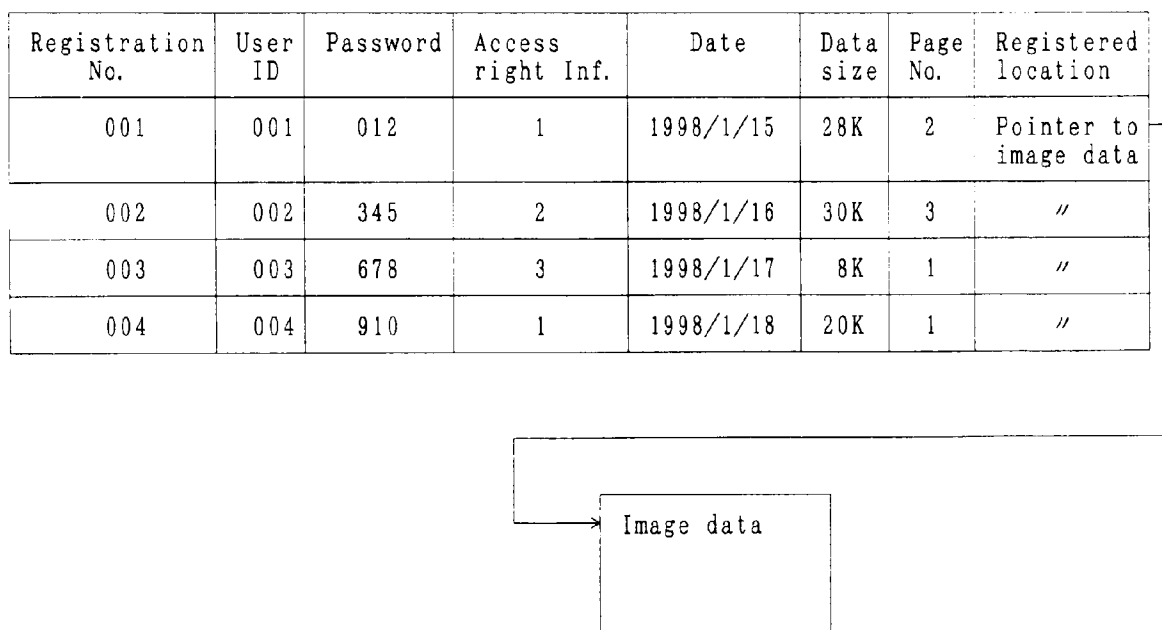 Registration No. User ID Password Access right Inf. Date Data size Page No. Registered location
001 001 012 1 1998/1/15 28K 2 Pointer to image data
002 002 345 2 1998/1/16 30K 3 〃
003 003 678 3 1998/1/17 8K 1 〃
004 004 910 1 1998/1/18 20K 1 〃
Image data